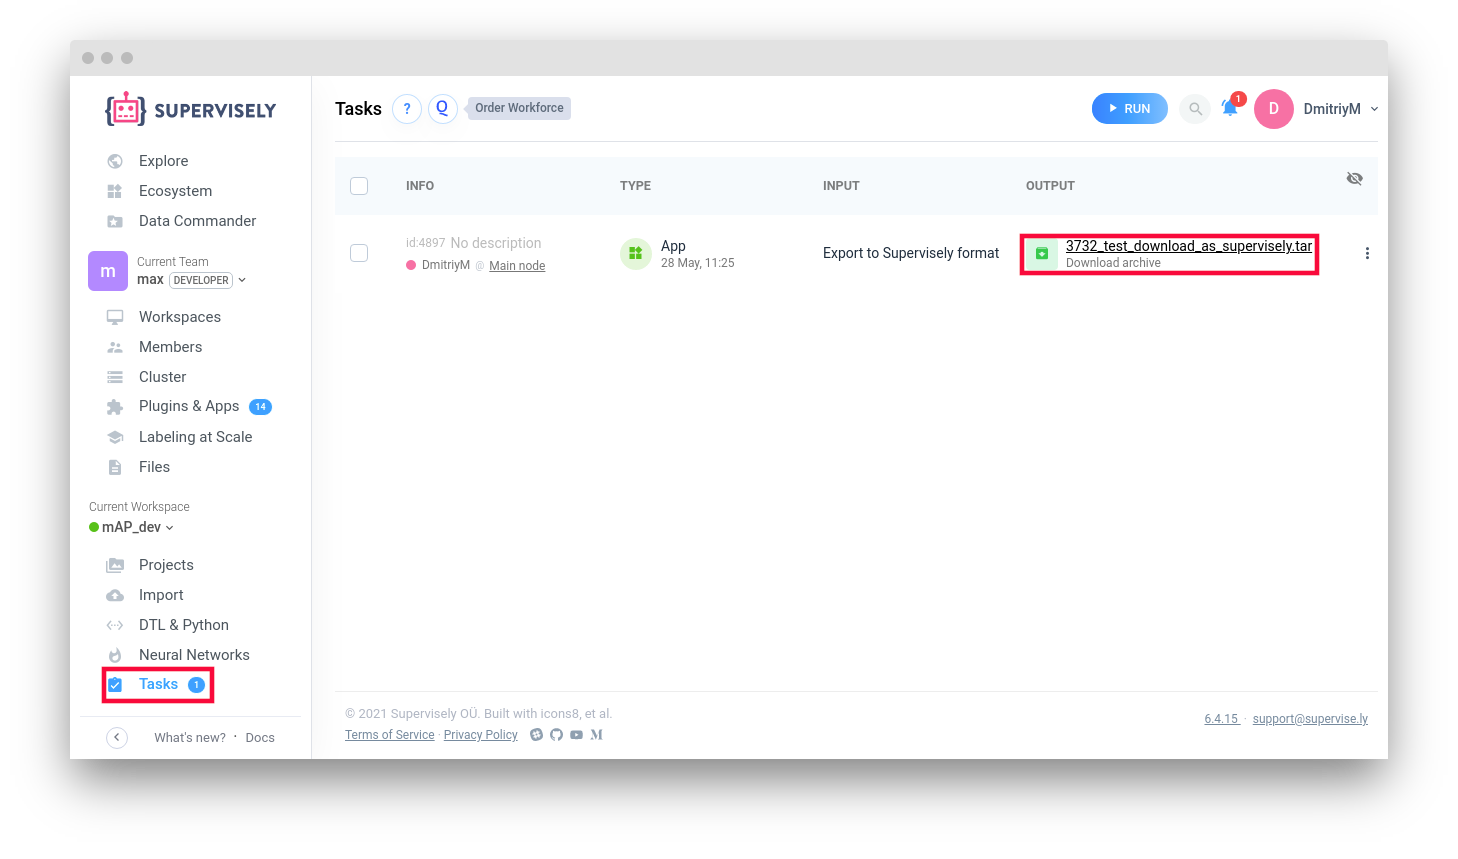 SUPERVISELY
Explore
Ecosystem
Data Commander
m
Current Team
max DEVELOPER
Workspaces
Members
Cluster
Plugins & Apps 14
Labeling at Scale
Files
Current Workspace
mAP_dev
Projects
Import
DTL & Python
Neural Networks
Tasks 1
What's new? · Docs
Tasks ? Q Order Workforce
RUN
1
D
DmitriyM
INFO TYPE INPUT OUTPUT
id:4897 No description
DmitriyM @ Main node
App
28 May, 11:25
Export to Supervisely format
3732_test_download_as_supervisely.tar
Download archive
© 2021 Supervisely OÜ. Built with icons8, et al.
Terms of Service · Privacy Policy
6.4.15 · support@supervise.ly